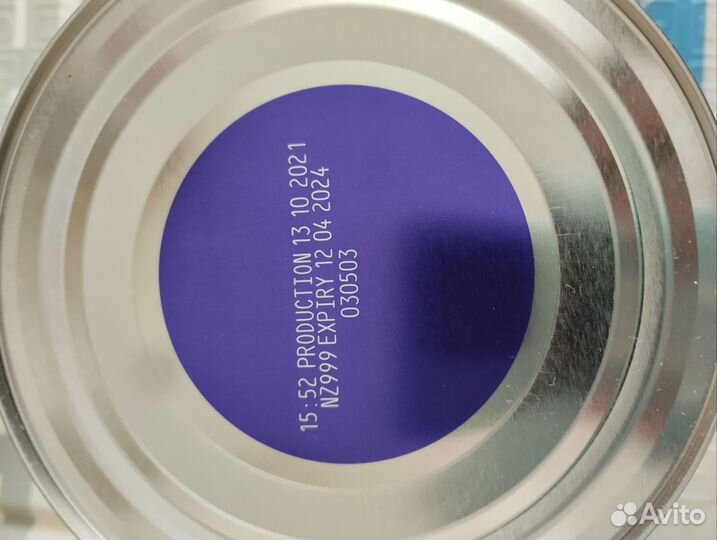 15:52 PRODUCTION 13 10 2021
NZ999 EXPIRY 12 04 2024
030503
Avito